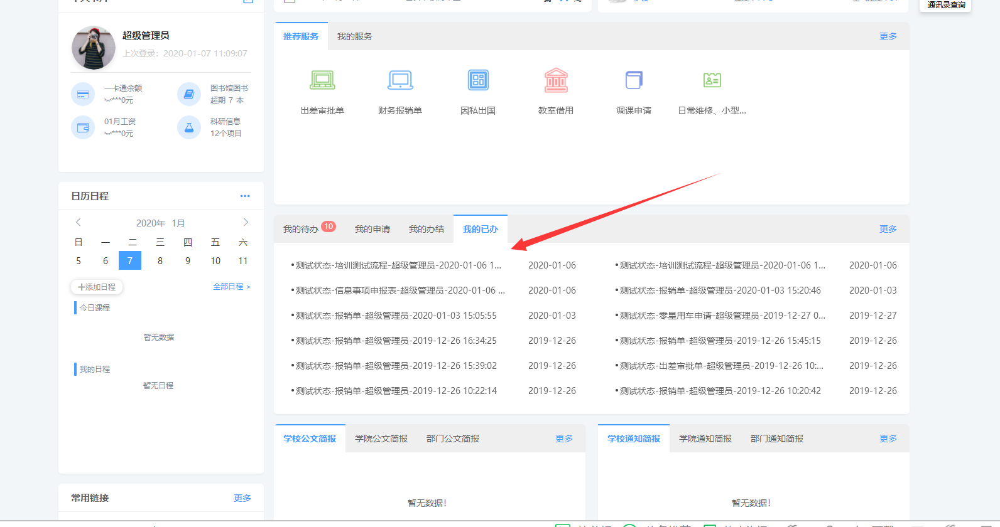 通讯录查询
超级管理员
上次登录：2020-01-07 11:09:07
一卡通余额
***0元
图书馆图书
超期 7 本
01月工资
***0元
科研信息
12个项目
推荐服务 我的服务 更多
出差审批单 财务报销单 因私出国 教室借用 调课申请 日常维修、小型...
日历日程
2020年 1月
日 一 二 三 四 五 六
5 6 7 8 9 10 11
添加日程 全部日程 >
今日课程
暂无数据
我的日程
暂无日程
我的待办 10 我的申请 我的办结 我的已办 更多
•测试状态-培训测试流程-超级管理员-2020-01-06 1... 2020-01-06
•测试状态-培训测试流程-超级管理员-2020-01-06 1... 2020-01-06
•测试状态-信息事项申报表-超级管理员-2020-01-06 ... 2020-01-06
•测试状态-报销单-超级管理员-2020-01-03 15:20:46 2020-01-03
•测试状态-报销单-超级管理员-2020-01-03 15:05:55 2020-01-03
•测试状态-零星用车申请-超级管理员-2019-12-27 0... 2019-12-27
•测试状态-报销单-超级管理员-2019-12-26 16:34:25 2019-12-26
•测试状态-报销单-超级管理员-2019-12-26 15:45:15 2019-12-26
•测试状态-报销单-超级管理员-2019-12-26 15:39:02 2019-12-26
•测试状态-出差审批单-超级管理员-2019-12-26 10:... 2019-12-26
•测试状态-报销单-超级管理员-2019-12-26 10:22:14 2019-12-26
•测试状态-报销单-超级管理员-2019-12-26 10:20:42 2019-12-26
学校公文简报 学院公文简报 部门公文简报 更多
暂无数据！
学校通知简报 学院通知简报 部门通知简报 更多
暂无数据！
常用链接 更多